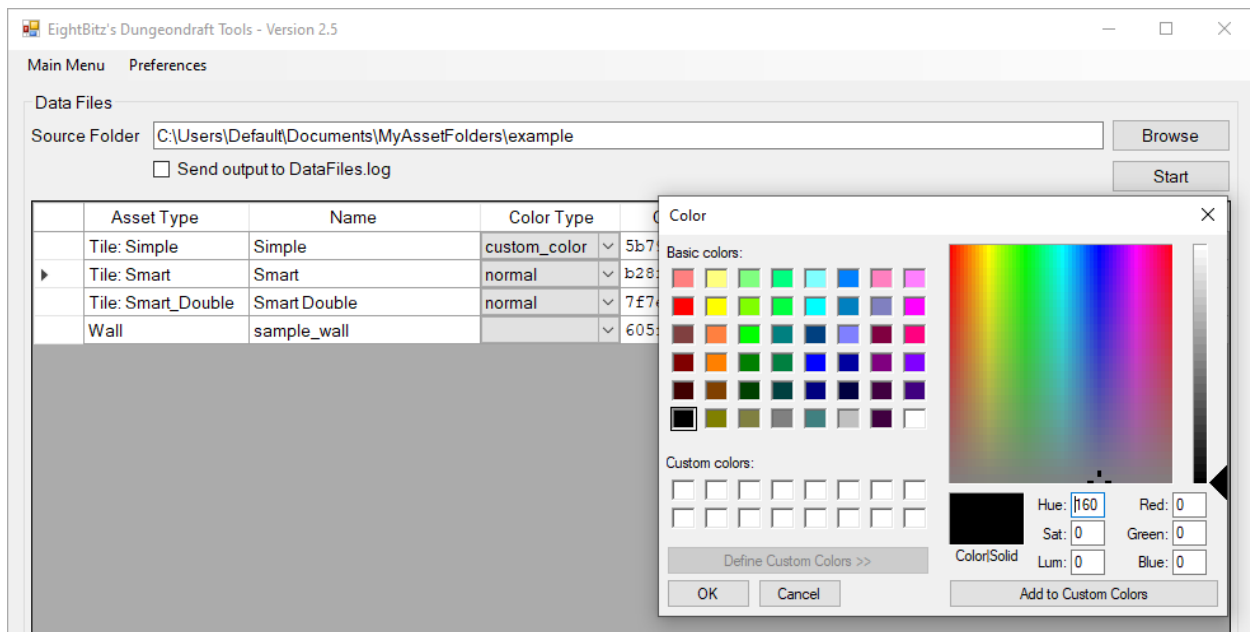 EightBitz's Dungeondraft Tools - Version 2.5
Main Menu Preferences
Data Files
Source Folder C:\Users\Default\Documents\MyAssetFolders\example Browse
Send output to DataFiles.log
Start
Asset Type Name Color Type
Tile: Simple Simple custom_color
Tile: Smart Smart normal
Tile: Smart_Double Smart Double normal
Wall sample_wall
Color
Basic colors:
Custom colors:
Define Custom Colors >>
OK Cancel
Color|Solid
Hue: 160 Red: 0
Sat: 0 Green: 0
Lum: 0 Blue: 0
Add to Custom Colors